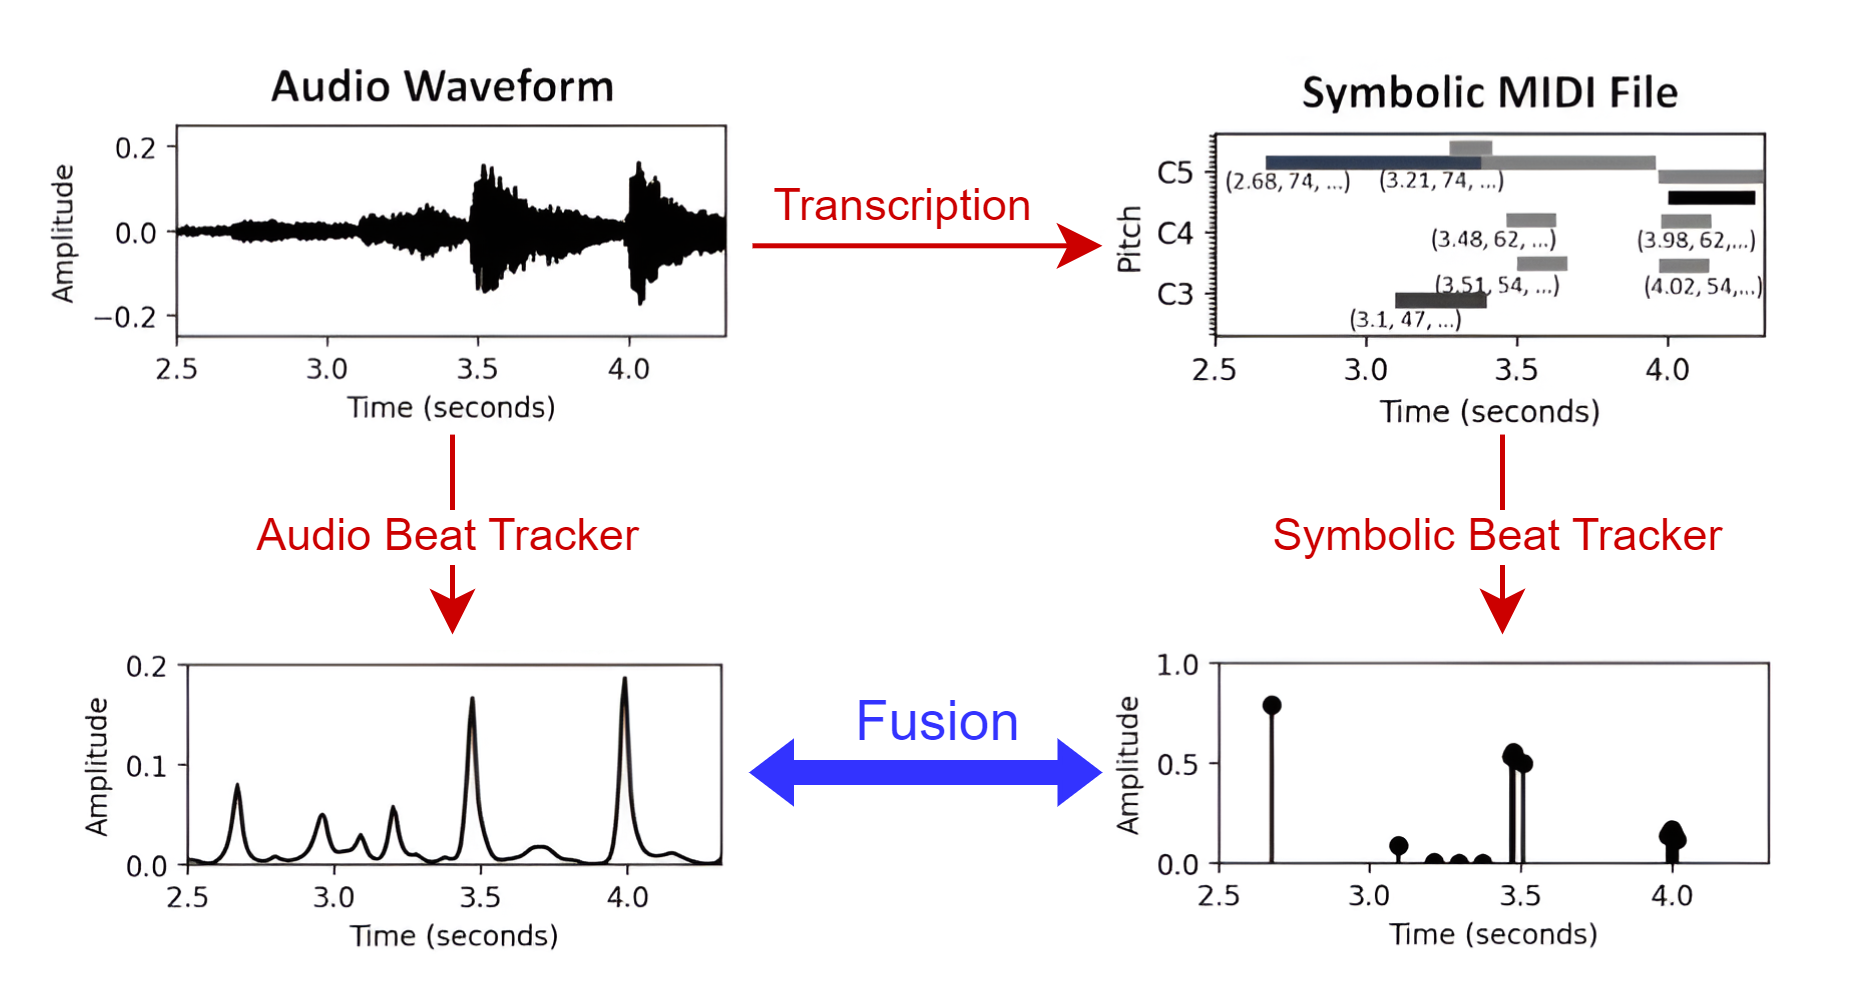 Audio Waveform
Amplitude
0.2
0.0
−0.2
2.5 3.0 3.5 4.0
Time (seconds)
Transcription
Symbolic MIDI File
Pitch
C5
C4
C3
(2.68, 74, ...) (3.21, 74, ...)
(3.48, 62, ...) (3.98, 62,...)
(3.51, 54, ...) (4.02, 54,...)
(3.1, 47, ...)
2.5 3.0 3.5 4.0
Time (seconds)
Audio Beat Tracker
Symbolic Beat Tracker
Amplitude
0.2
0.1
0.0
2.5 3.0 3.5 4.0
Time (seconds)
Fusion
Amplitude
1.0
0.5
0.0
2.5 3.0 3.5 4.0
Time (seconds)